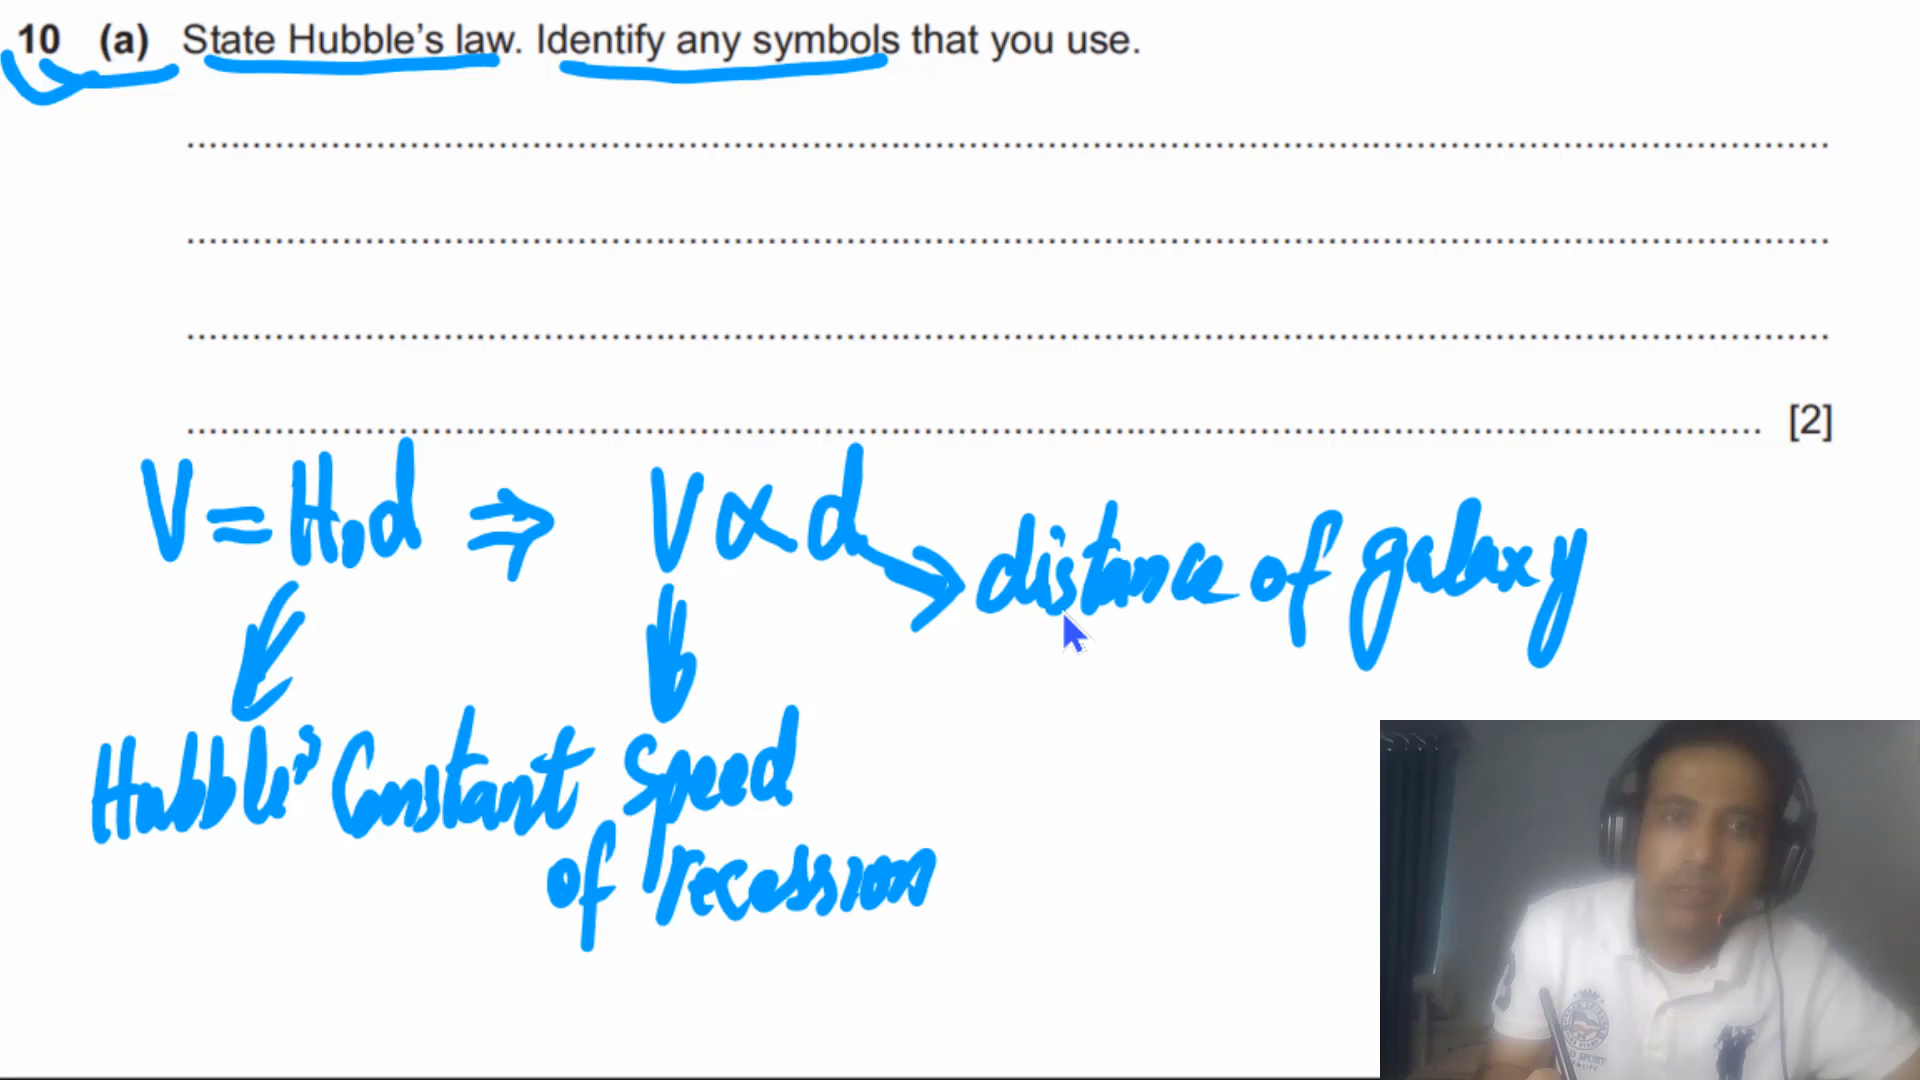 10 (a) State Hubble's law. Identify any symbols that you use.
[2]
V = H₀d ⇒ V ∝ d → distance of galaxy
Hubble's Constant Speed
of recession